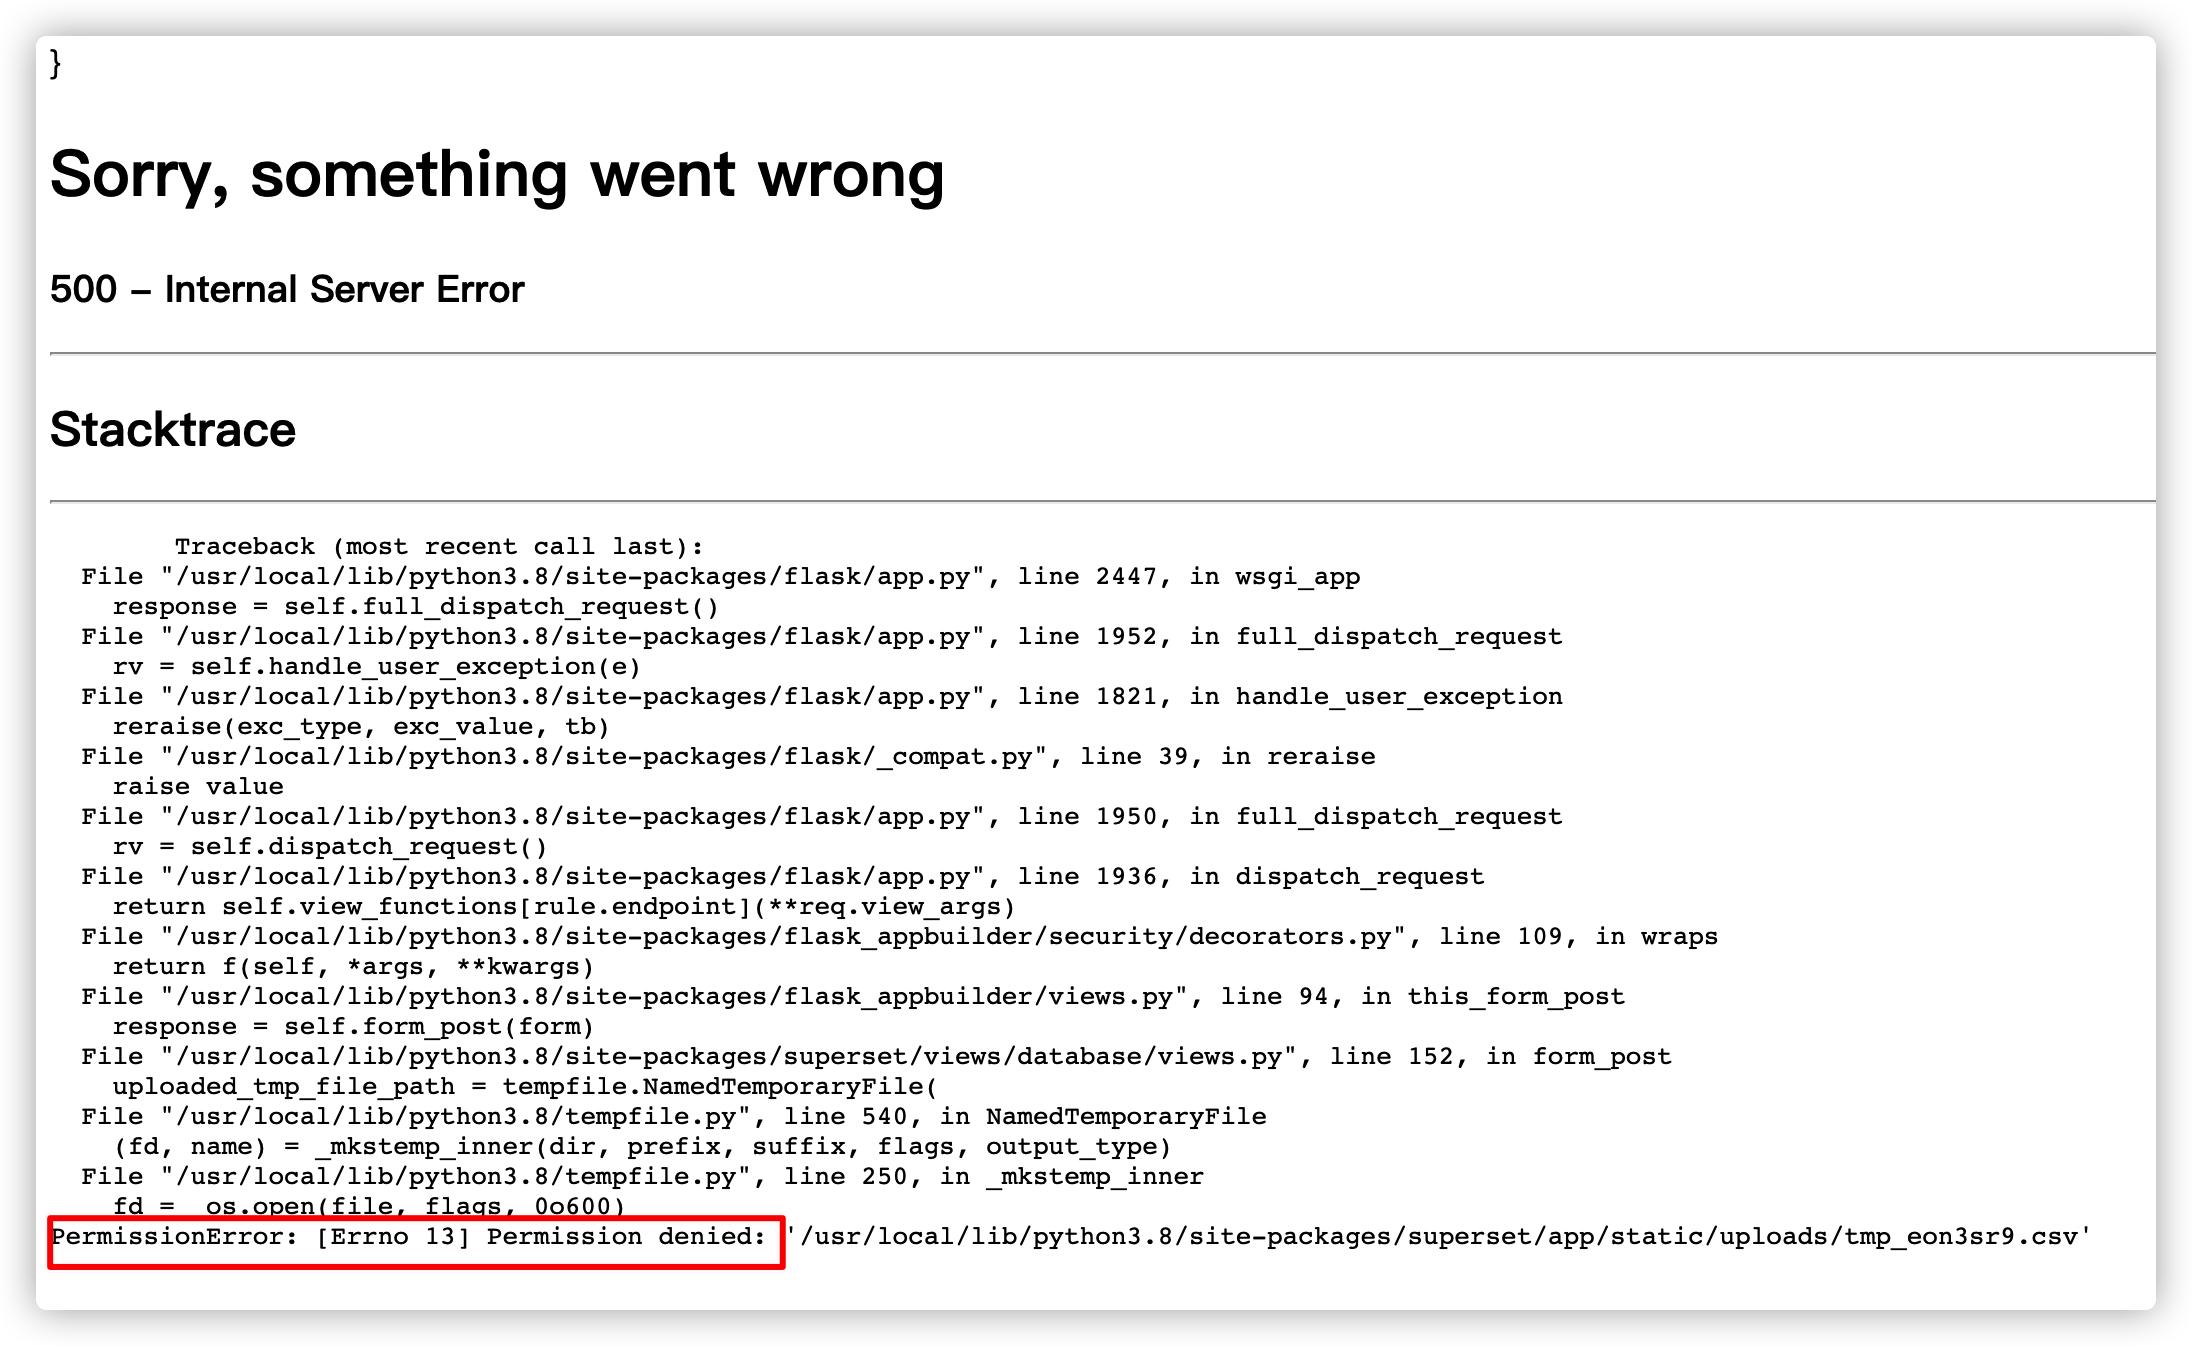 }
Sorry, something went wrong
500 – Internal Server Error
Stacktrace
Traceback (most recent call last):
File "/usr/local/lib/python3.8/site-packages/flask/app.py", line 2447, in wsgi_app
response = self.full_dispatch_request()
File "/usr/local/lib/python3.8/site-packages/flask/app.py", line 1952, in full_dispatch_request
rv = self.handle_user_exception(e)
File "/usr/local/lib/python3.8/site-packages/flask/app.py", line 1821, in handle_user_exception
reraise(exc_type, exc_value, tb)
File "/usr/local/lib/python3.8/site-packages/flask/_compat.py", line 39, in reraise
raise value
File "/usr/local/lib/python3.8/site-packages/flask/app.py", line 1950, in full_dispatch_request
rv = self.dispatch_request()
File "/usr/local/lib/python3.8/site-packages/flask/app.py", line 1936, in dispatch_request
return self.view_functions[rule.endpoint](**req.view_args)
File "/usr/local/lib/python3.8/site-packages/flask_appbuilder/security/decorators.py", line 109, in wraps
return f(self, *args, **kwargs)
File "/usr/local/lib/python3.8/site-packages/flask_appbuilder/views.py", line 94, in this_form_post
response = self.form_post(form)
File "/usr/local/lib/python3.8/site-packages/superset/views/database/views.py", line 152, in form_post
uploaded_tmp_file_path = tempfile.NamedTemporaryFile(
File "/usr/local/lib/python3.8/tempfile.py", line 540, in NamedTemporaryFile
(fd, name) = _mkstemp_inner(dir, prefix, suffix, flags, output_type)
File "/usr/local/lib/python3.8/tempfile.py", line 250, in _mkstemp_inner
fd = _os.open(file, flags, 0o600)
PermissionError: [Errno 13] Permission denied: '/usr/local/lib/python3.8/site-packages/superset/app/static/uploads/tmp_eon3sr9.csv'